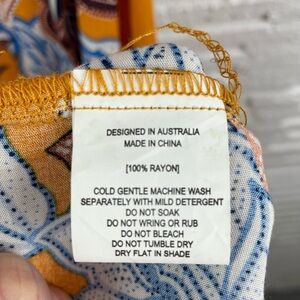 DESIGNED IN AUSTRALIA
MADE IN CHINA
[100% RAYON]
COLD GENTLE MACHINE WASH
SEPARATELY WITH MILD DETERGENT
DO NOT SOAK
DO NOT WRING OR RUB
DO NOT BLEACH
DO NOT TUMBLE DRY
DRY FLAT IN SHADE